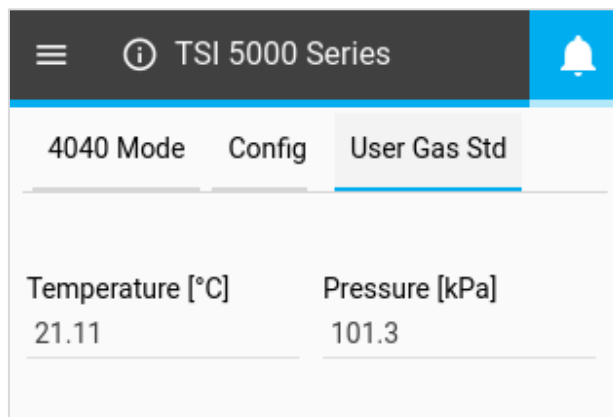 TSI 5000 Series
4040 Mode Config User Gas Std
Temperature [°C] Pressure [kPa]
21.11 101.3